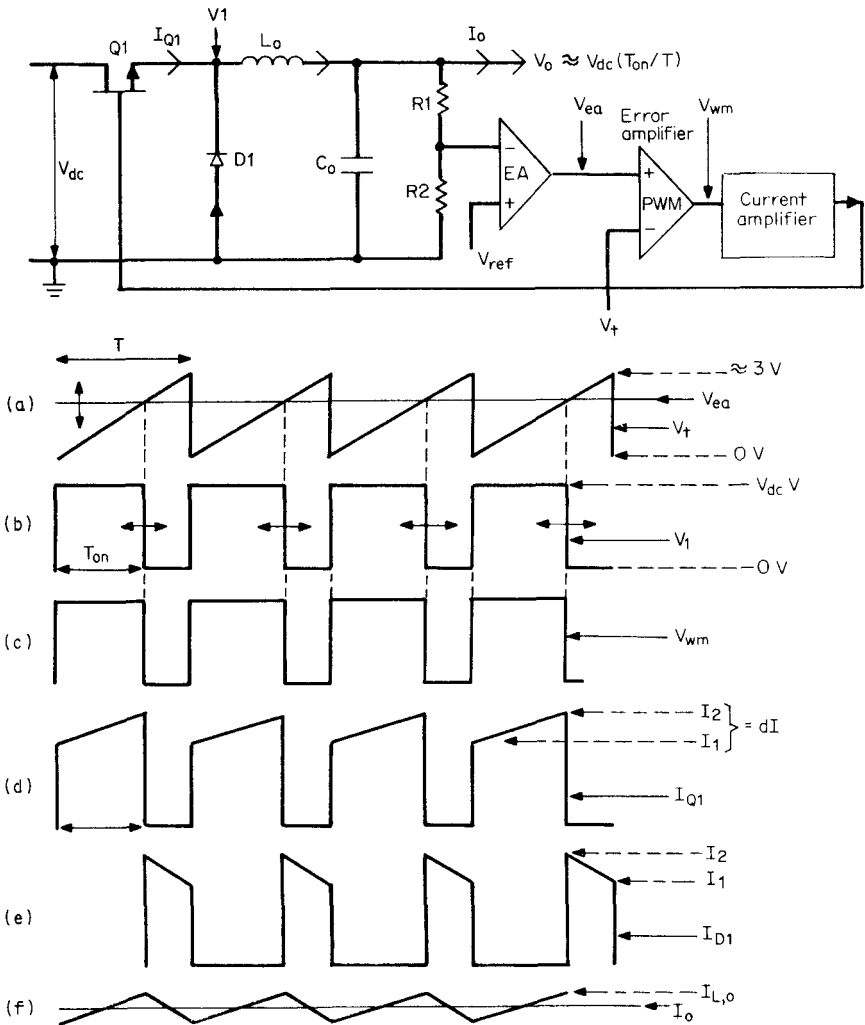 V1
Q1
I_Q1
L_o
I_o
V_o ≈ V_dc (T_on/T)
R1
V_ea
Error
amplifier
V_wm
V_dc
D1
C_o
R2
−
EA
+
V_ref
+
PWM
−
V_t
Current
amplifier
T
≈ 3 V
(a)
V_ea
V_t
0 V
V_dc V
(b)
T_on
V_1
0 V
(c)
V_wm
I_2
I_1
} = dI
(d)
I_Q1
I_2
I_1
(e)
I_D1
(f)
I_L,o
I_o